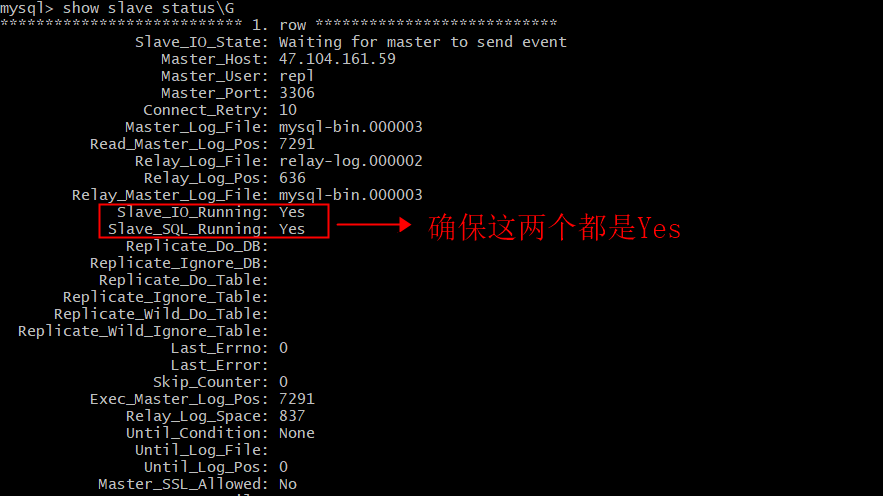 mysql> show slave status\G
*************************** 1. row ***************************
Slave_IO_State: Waiting for master to send event
Master_Host: 47.104.161.59
Master_User: repl
Master_Port: 3306
Connect_Retry: 10
Master_Log_File: mysql-bin.000003
Read_Master_Log_Pos: 7291
Relay_Log_File: relay-log.000002
Relay_Log_Pos: 636
Relay_Master_Log_File: mysql-bin.000003
Slave_IO_Running: Yes
Slave_SQL_Running: Yes
确保这两个都是Yes
Replicate_Do_DB:
Replicate_Ignore_DB:
Replicate_Do_Table:
Replicate_Ignore_Table:
Replicate_Wild_Do_Table:
Replicate_Wild_Ignore_Table:
Last_Errno: 0
Last_Error:
Skip_Counter: 0
Exec_Master_Log_Pos: 7291
Relay_Log_Space: 837
Until_Condition: None
Until_Log_File:
Until_Log_Pos: 0
Master_SSL_Allowed: No